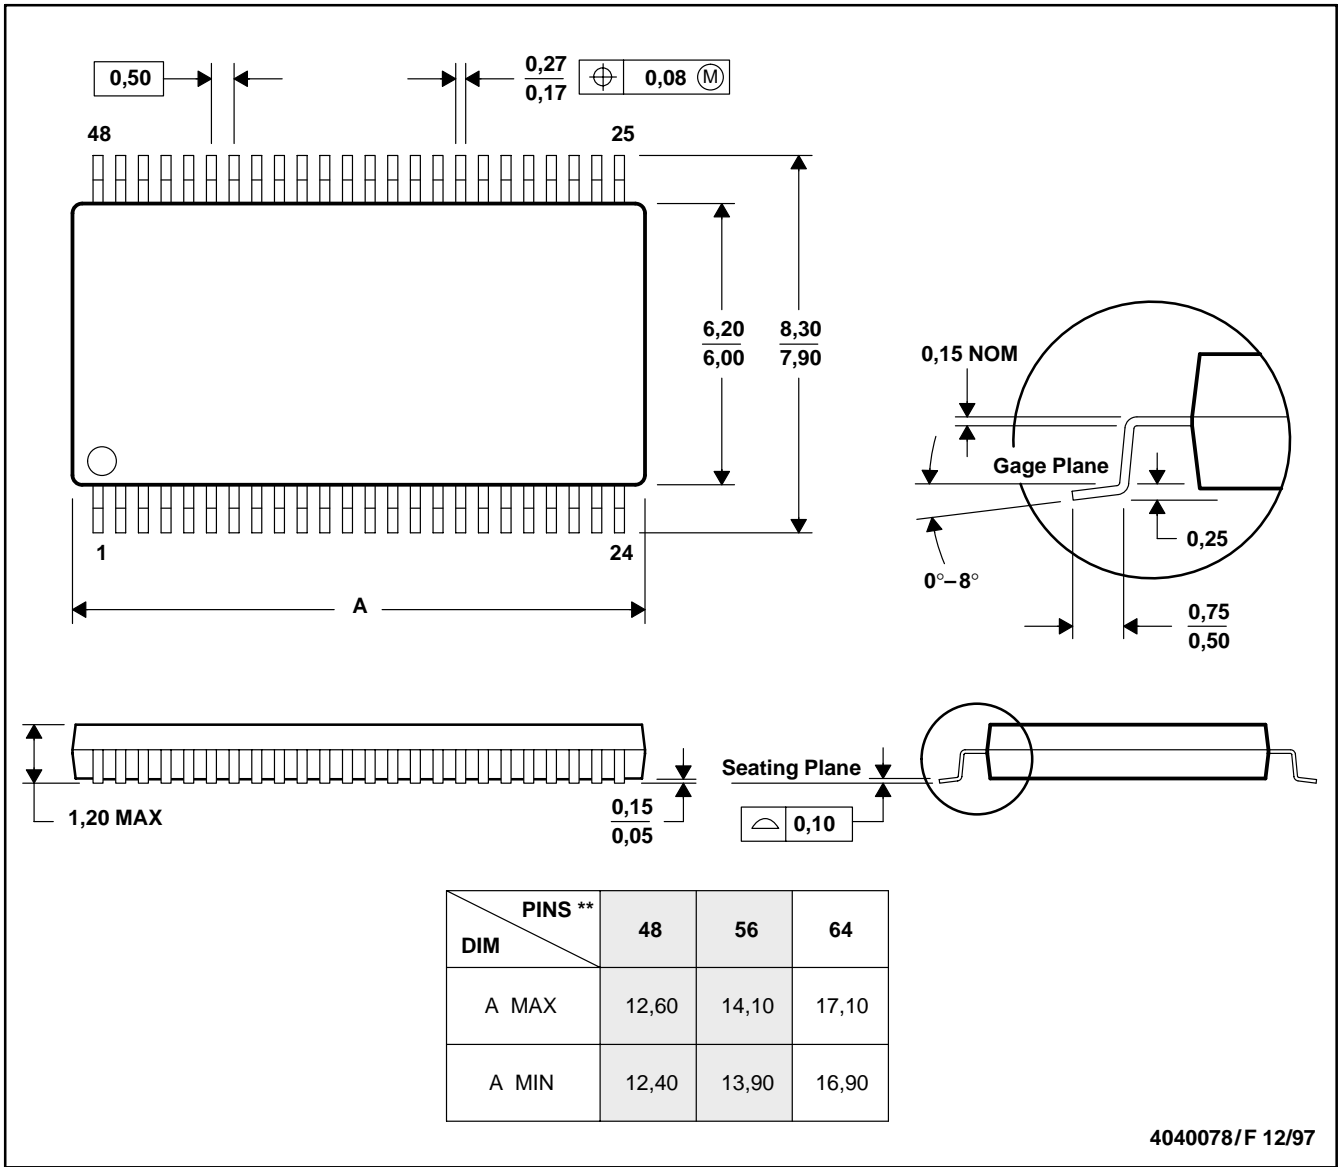 0,50
0,27
0,17
0,08 Ⓜ
48
25
6,20
6,00
8,30
7,90
0,15 NOM
Gage Plane
0,25
0°–8°
0,75
0,50
1
24
A
1,20 MAX
0,15
0,05
Seating Plane
0,10
PINS **
DIM
48 56 64
A MAX 12,60 14,10 17,10
A MIN 12,40 13,90 16,90
4040078/F 12/97